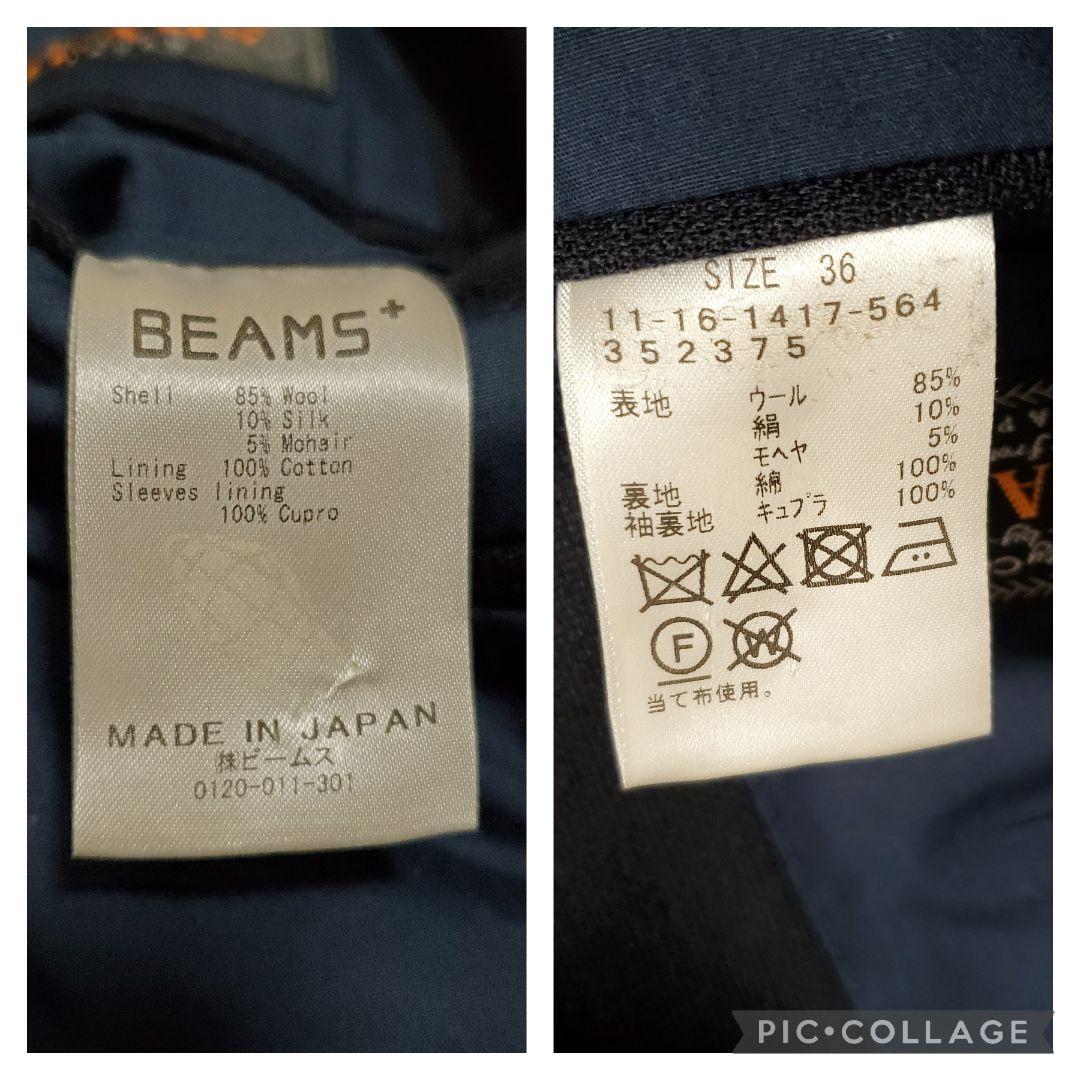 BEAMS+
Shell 85% Wool
10% Silk
5% Mohair
Lining 100% Cotton
Sleeves lining
100% Cupro
MADE IN JAPAN
㈱ビームス
0120-011-301
SIZE 36
11-16-1417-564
352375
表地 ウール 85%
絹 10%
モヘヤ 5%
裏地 綿 100%
袖裏地 キュプラ 100%
F W
当て布使用。
A
PIC•COLLAGE